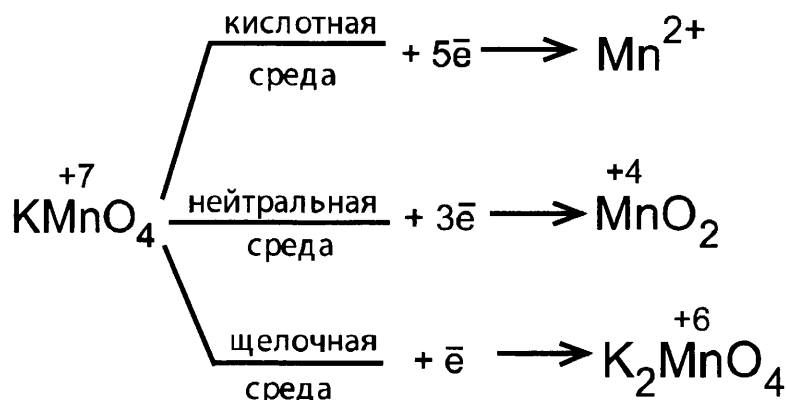 кислотная
среда
+ 5ē → Mn²⁺
+7
KMnO₄
нейтральная
среда
+ 3ē →
+4
MnO₂
щелочная
среда
+ ē →
+6
K₂MnO₄